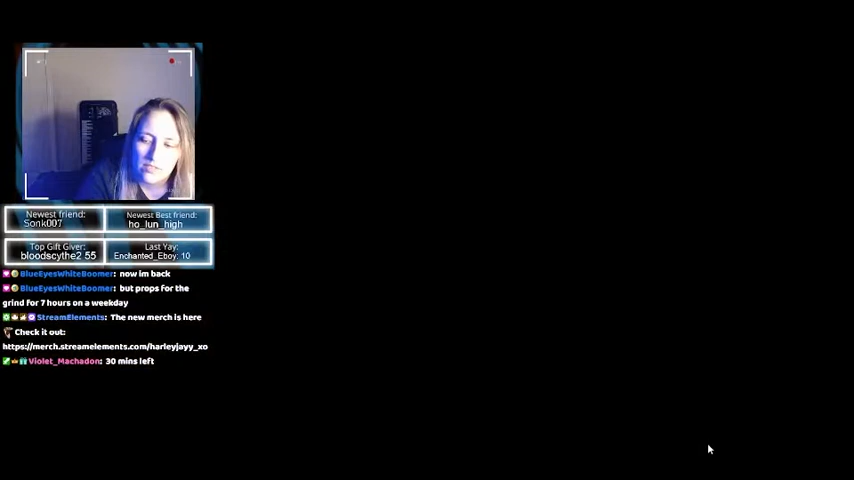 Newest friend:
Sonk007
Newest Best friend:
ho_lun_high
Top Gift Giver:
bloodscythe2 55
Last Yay:
Enchanted_Eboy: 10
BlueEyesWhiteBoomer: now im back
BlueEyesWhiteBoomer: but props for the
grind for 7 hours on a weekday
StreamElements: The new merch is here
Check it out:
https://merch.streamelements.com/harleyjayy_xo
Violet_Machadon: 30 mins left